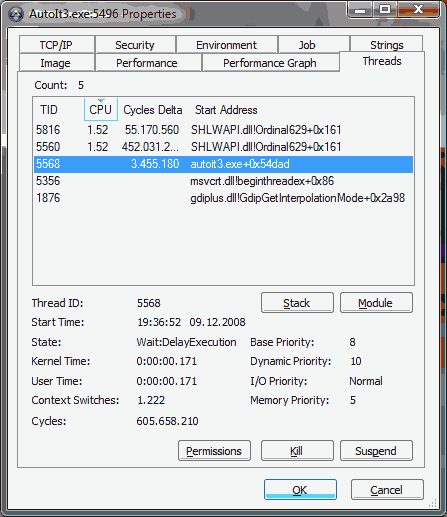 AutoIt3.exe:5496 Properties
TCP/IP Security Environment Job Strings
Image Performance Performance Graph Threads
Count: 5
TID CPU Cycles Delta Start Address
5816 1.52 55.170.560 SHLWAPI.dll!Ordinal629+0x161
5560 1.52 452.031.2... SHLWAPI.dll!Ordinal629+0x161
5568 3.455.180 autoit3.exe+0x54dad
5356 msvcrt.dll!beginthreadex+0x86
1876 gdiplus.dll!GdipGetInterpolationMode+0x2a98
Thread ID: 5568 Stack Module
Start Time: 19:36:52 09.12.2008
State: Wait:DelayExecution Base Priority: 8
Kernel Time: 0:00:00.171 Dynamic Priority: 10
User Time: 0:00:00.171 I/O Priority: Normal
Context Switches: 1.222 Memory Priority: 5
Cycles: 605.658.210
Permissions Kill Suspend
OK Cancel